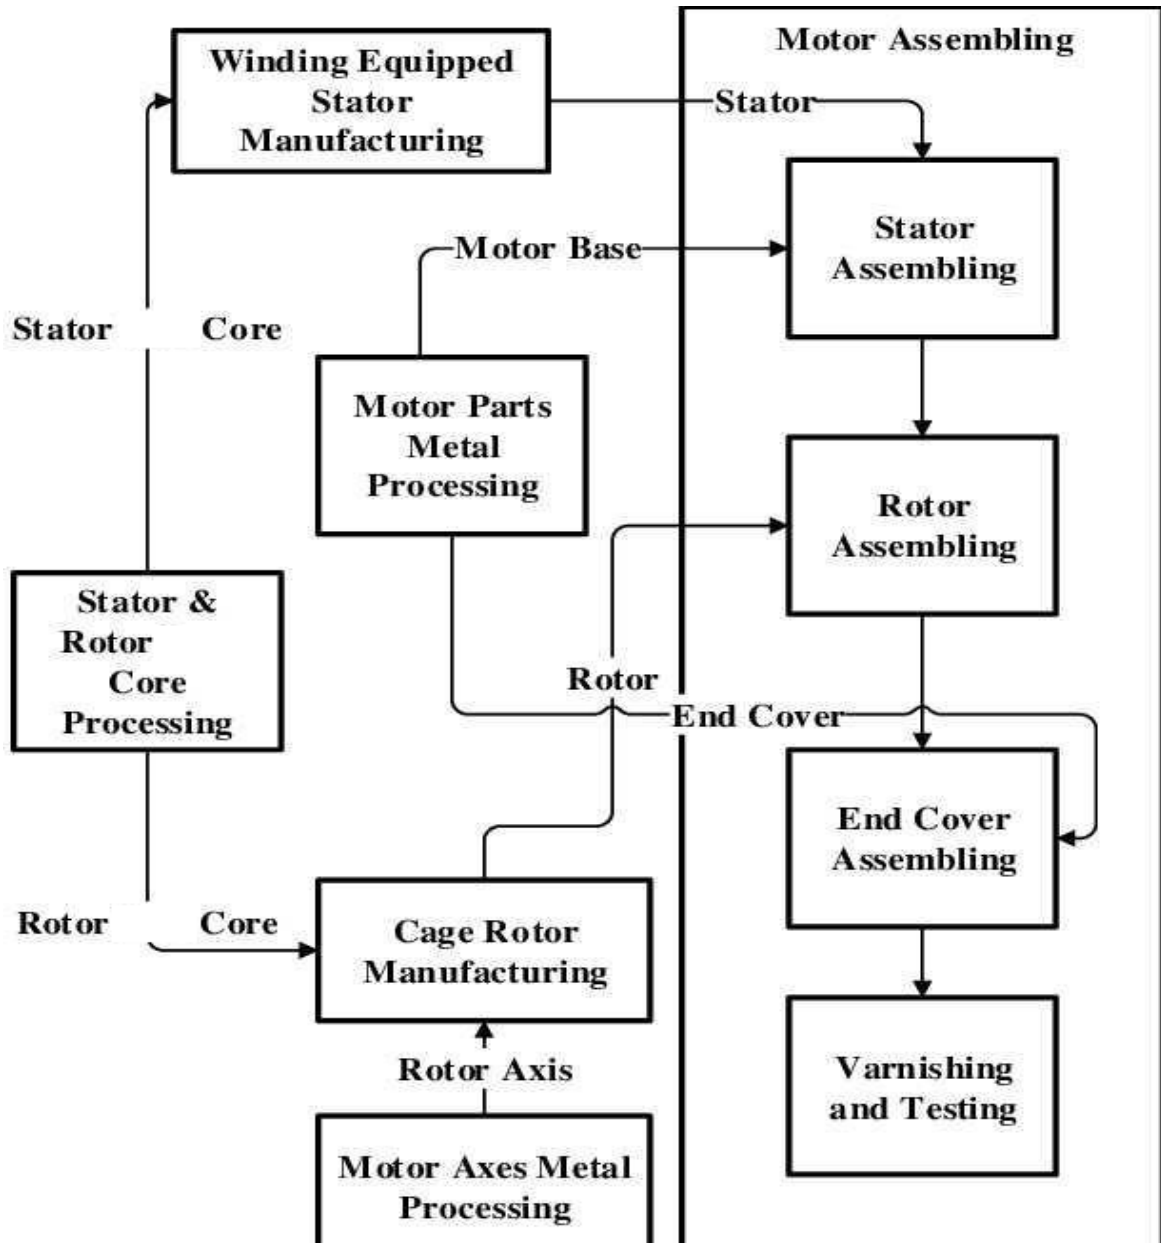 Motor Assembling
Winding Equipped
Stator
Manufacturing
Stator
Stator
Assembling
Motor Base
Stator Core
Motor Parts
Metal
Processing
Rotor
Assembling
Stator &
Rotor
Core
Processing
Rotor
End Cover
End Cover
Assembling
Rotor Core
Cage Rotor
Manufacturing
Rotor Axis
Varnishing
and Testing
Motor Axes Metal
Processing